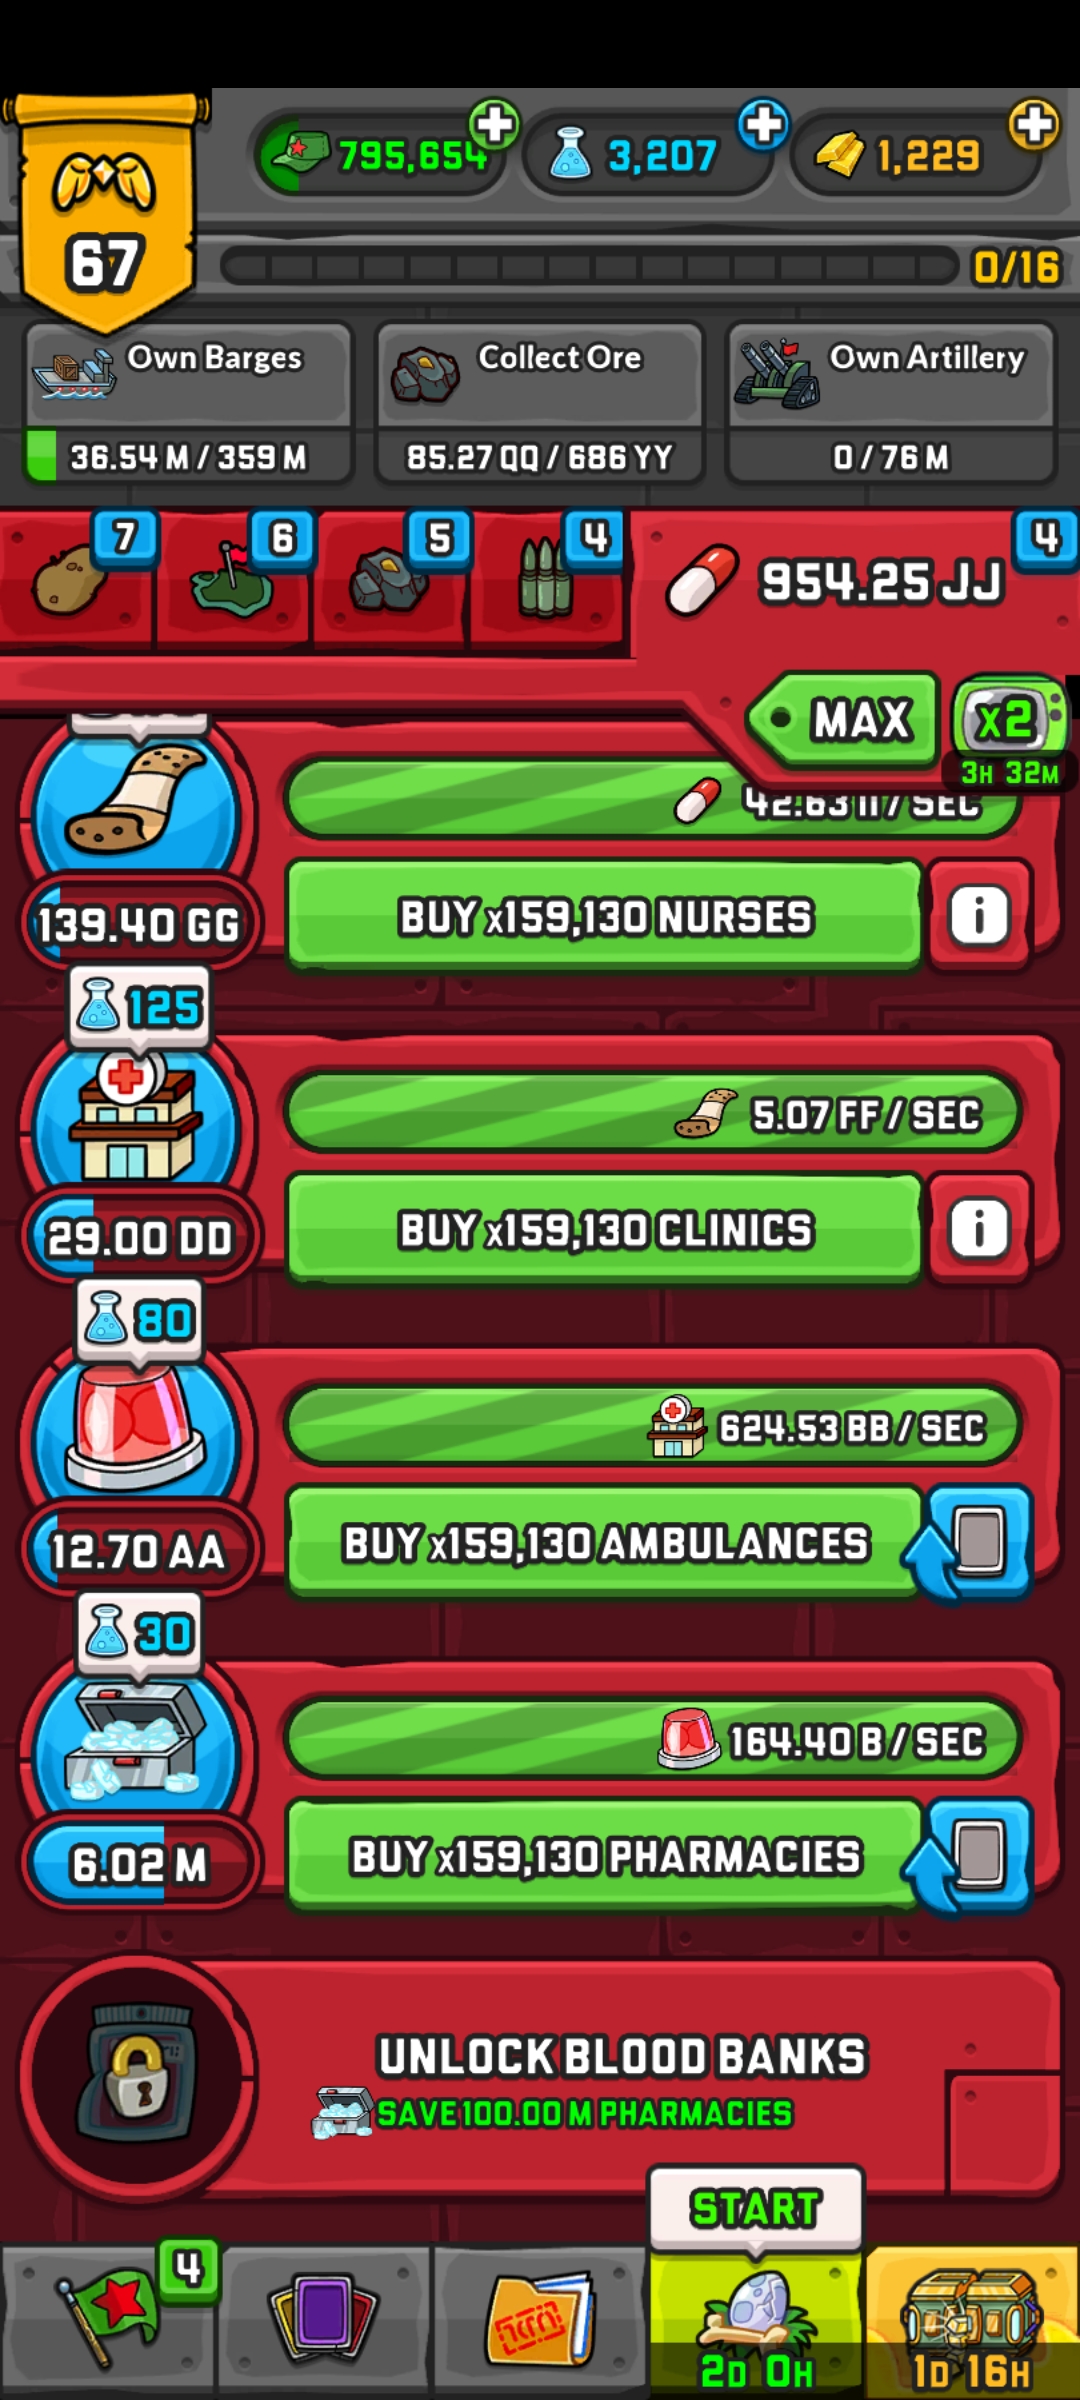 795,654
3,207
1,229
67
0/16
Own Barges
Collect Ore
Own Artillery
36.54 M / 359 M
85.27 QQ / 686 YY
0 / 76 M
7
6
5
4
4
954.25 JJ
MAX
x2
3H 32M
BUY x159,130 NURSES
139.40 GG
125
5.07 FF / SEC
BUY x159,130 CLINICS
29.00 DD
80
624.53 BB / SEC
BUY x159,130 AMBULANCES
12.70 AA
30
164.40 B / SEC
BUY x159,130 PHARMACIES
6.02 M
UNLOCK BLOOD BANKS
SAVE 100.00 M PHARMACIES
START
4
2D 0H
1D 16H